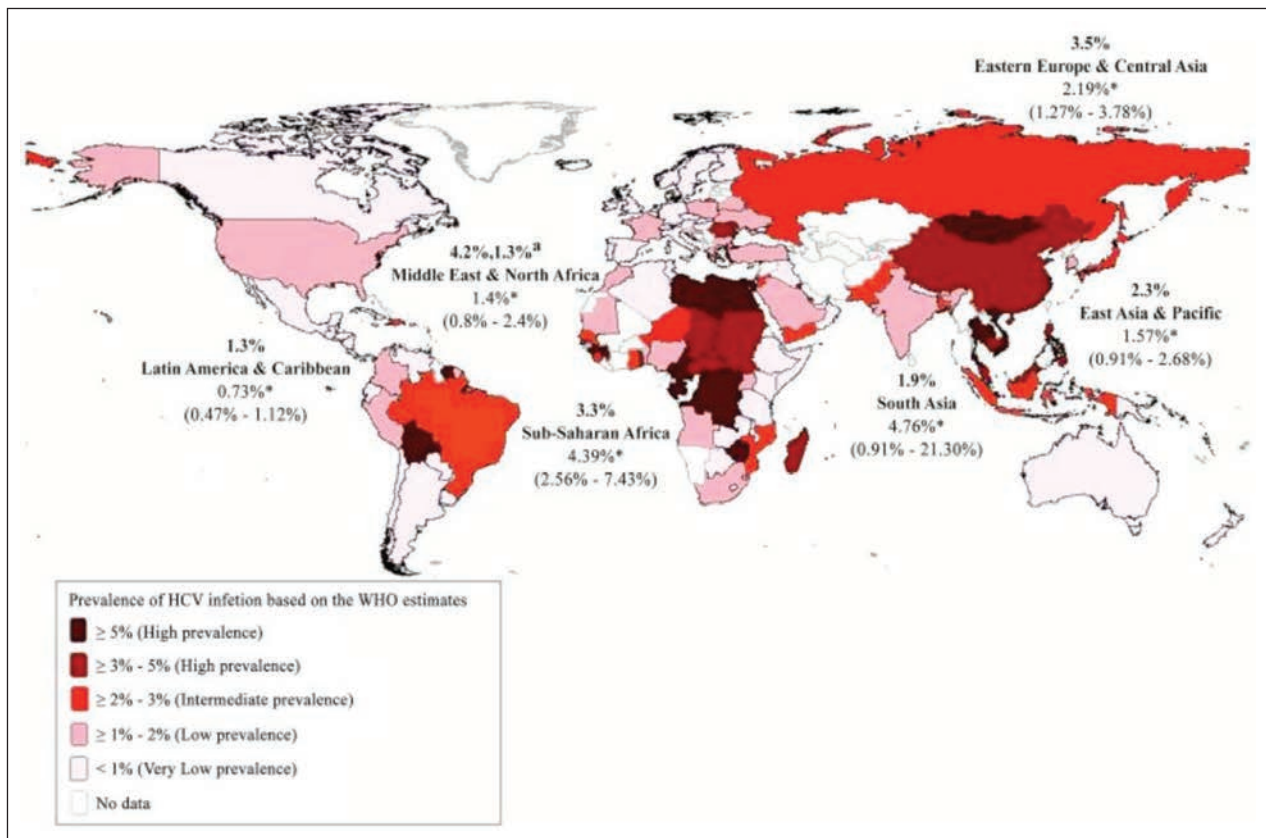 3.5%
Eastern Europe & Central Asia
2.19%*
(1.27% - 3.78%)
4.2%,1.3%ª
Middle East & North Africa
1.4%*
(0.8% - 2.4%)
2.3%
East Asia & Pacific
1.57%*
(0.91% - 2.68%)
1.3%
Latin America & Caribbean
0.73%*
(0.47% - 1.12%)
1.9%
South Asia
4.76%*
(0.91% - 21.30%)
3.3%
Sub-Saharan Africa
4.39%*
(2.56% - 7.43%)
Prevalence of HCV infetion based on the WHO estimates
≥ 5% (High prevalence)
≥ 3% - 5% (High prevalence)
≥ 2% - 3% (Intermediate prevalence)
≥ 1% - 2% (Low prevalence)
< 1% (Very Low prevalence)
No data